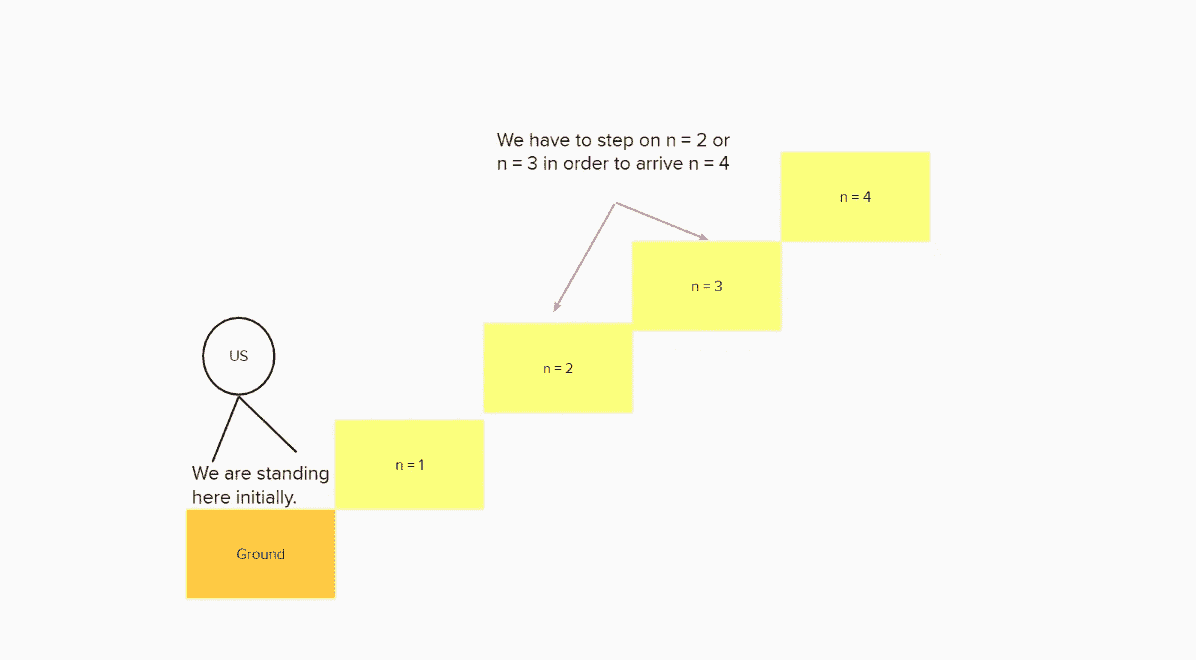 We have to step on n = 2 or
n = 3 in order to arrive n = 4
n = 4
n = 3
US
n = 2
n = 1
We are standing
here initially.
Ground